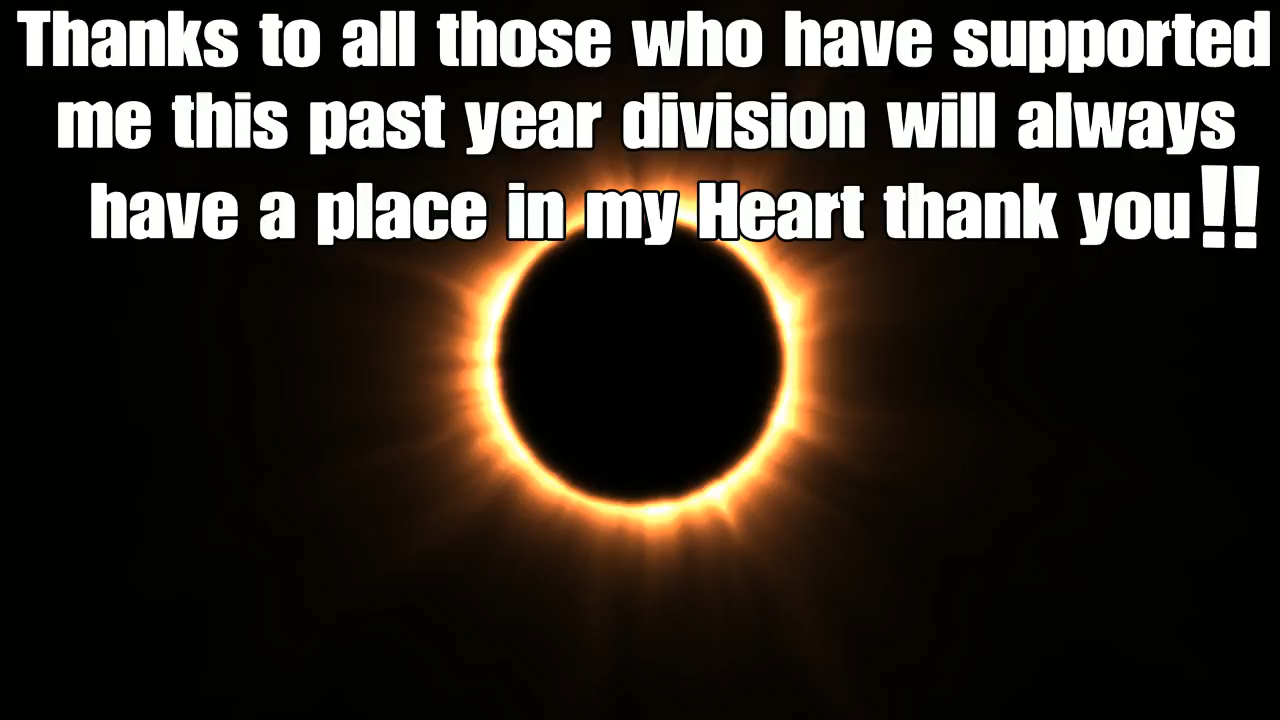 Thanks to all those who have supported
me this past year division will always
have a place in my Heart thank you!!